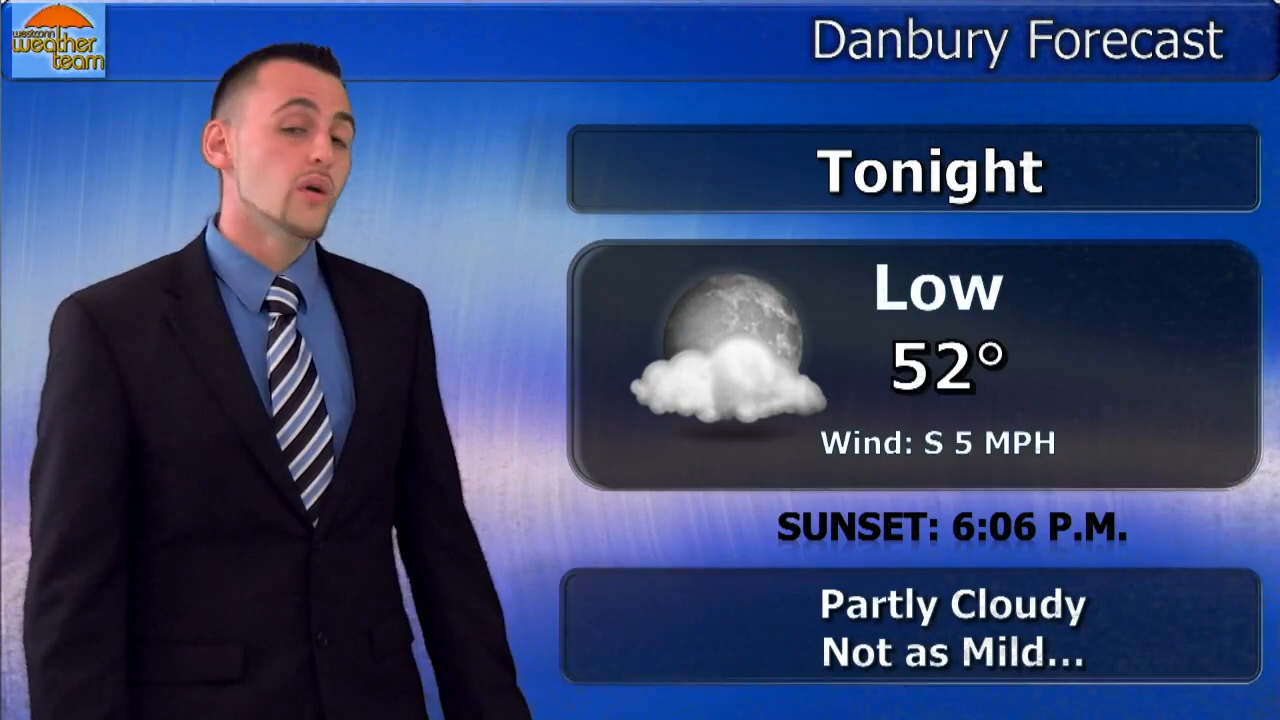 westconn
weather
team
Danbury Forecast
Tonight
Low
52°
Wind: S 5 MPH
SUNSET: 6:06 P.M.
Partly Cloudy
Not as Mild...